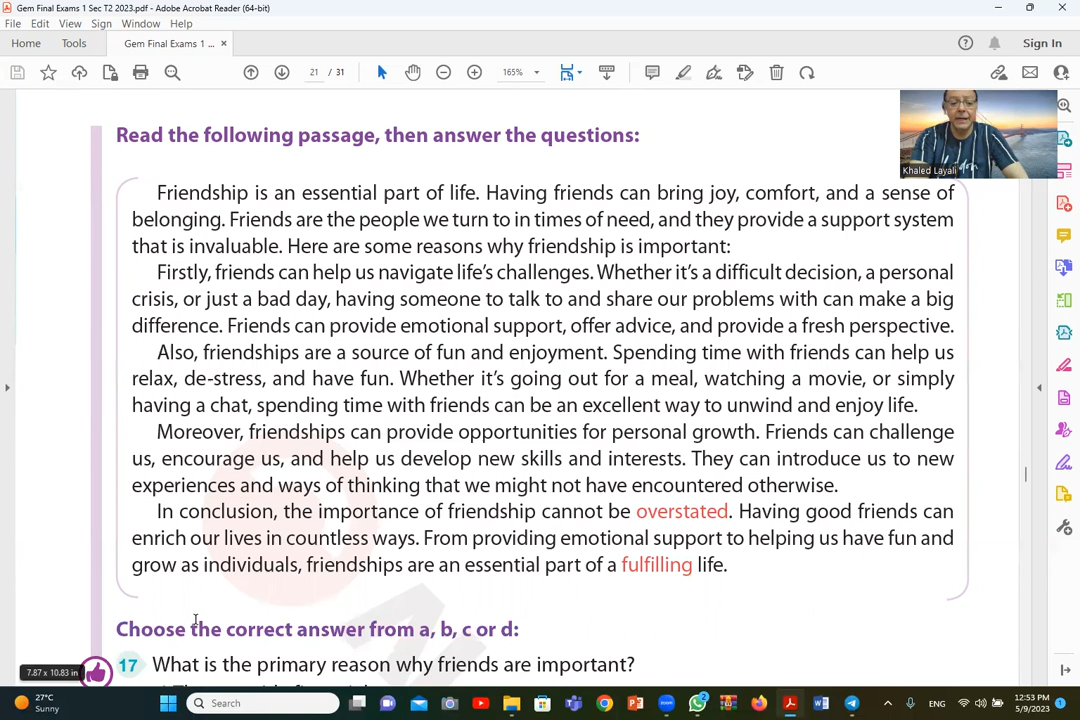 Gem Final Exams 1 Sec T2 2023.pdf - Adobe Acrobat Reader (64-bit)
File Edit View Sign Window Help
Home Tools Gem Final Exams 1 ... × Sign In
21 / 31 165%
Khaled Layali
Read the following passage, then answer the questions:
Friendship is an essential part of life. Having friends can bring joy, comfort, and a sense of
belonging. Friends are the people we turn to in times of need, and they provide a support system
that is invaluable. Here are some reasons why friendship is important:
Firstly, friends can help us navigate life's challenges. Whether it's a difficult decision, a personal
crisis, or just a bad day, having someone to talk to and share our problems with can make a big
difference. Friends can provide emotional support, offer advice, and provide a fresh perspective.
Also, friendships are a source of fun and enjoyment. Spending time with friends can help us
relax, de-stress, and have fun. Whether it's going out for a meal, watching a movie, or simply
having a chat, spending time with friends can be an excellent way to unwind and enjoy life.
Moreover, friendships can provide opportunities for personal growth. Friends can challenge
us, encourage us, and help us develop new skills and interests. They can introduce us to new
experiences and ways of thinking that we might not have encountered otherwise.
In conclusion, the importance of friendship cannot be overstated. Having good friends can
enrich our lives in countless ways. From providing emotional support to helping us have fun and
grow as individuals, friendships are an essential part of a fulfilling life.
Choose the correct answer from a, b, c or d:
17 What is the primary reason why friends are important?
7.87 x 10.83 in
27°C
Sunny
Search
ENG
12:53 PM
5/9/2023